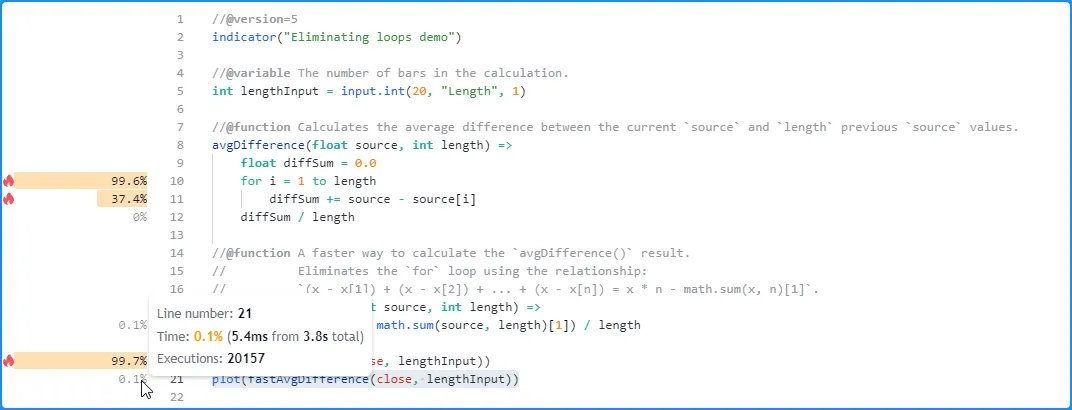 1 //@version=5
2 indicator("Eliminating loops demo")
3
4 //@variable The number of bars in the calculation.
5 int lengthInput = input.int(20, "Length", 1)
6
7 //@function Calculates the average difference between the current `source` and `length` previous `source` values.
8 avgDifference(float source, int length) =>
9 float diffSum = 0.0
99.6% 10 for i = 1 to length
37.4% 11 diffSum += source - source[i]
0% 12 diffSum / length
13
14 //@function A faster way to calculate the `avgDifference()` result.
15 // Eliminates the `for` loop using the relationship:
16 // `(x - x[1]) + (x - x[2]) + ... + (x - x[n]) = x * n - math.sum(x, n)[1]`.
source, int length) =>
0.1% math.sum(source, length)[1]) / length
99.7% lengthInput))
0.1% 21 plot(fastAvgDifference(close, lengthInput))
22
Line number: 21
Time: 0.1% (5.4ms from 3.8s total)
Executions: 20157